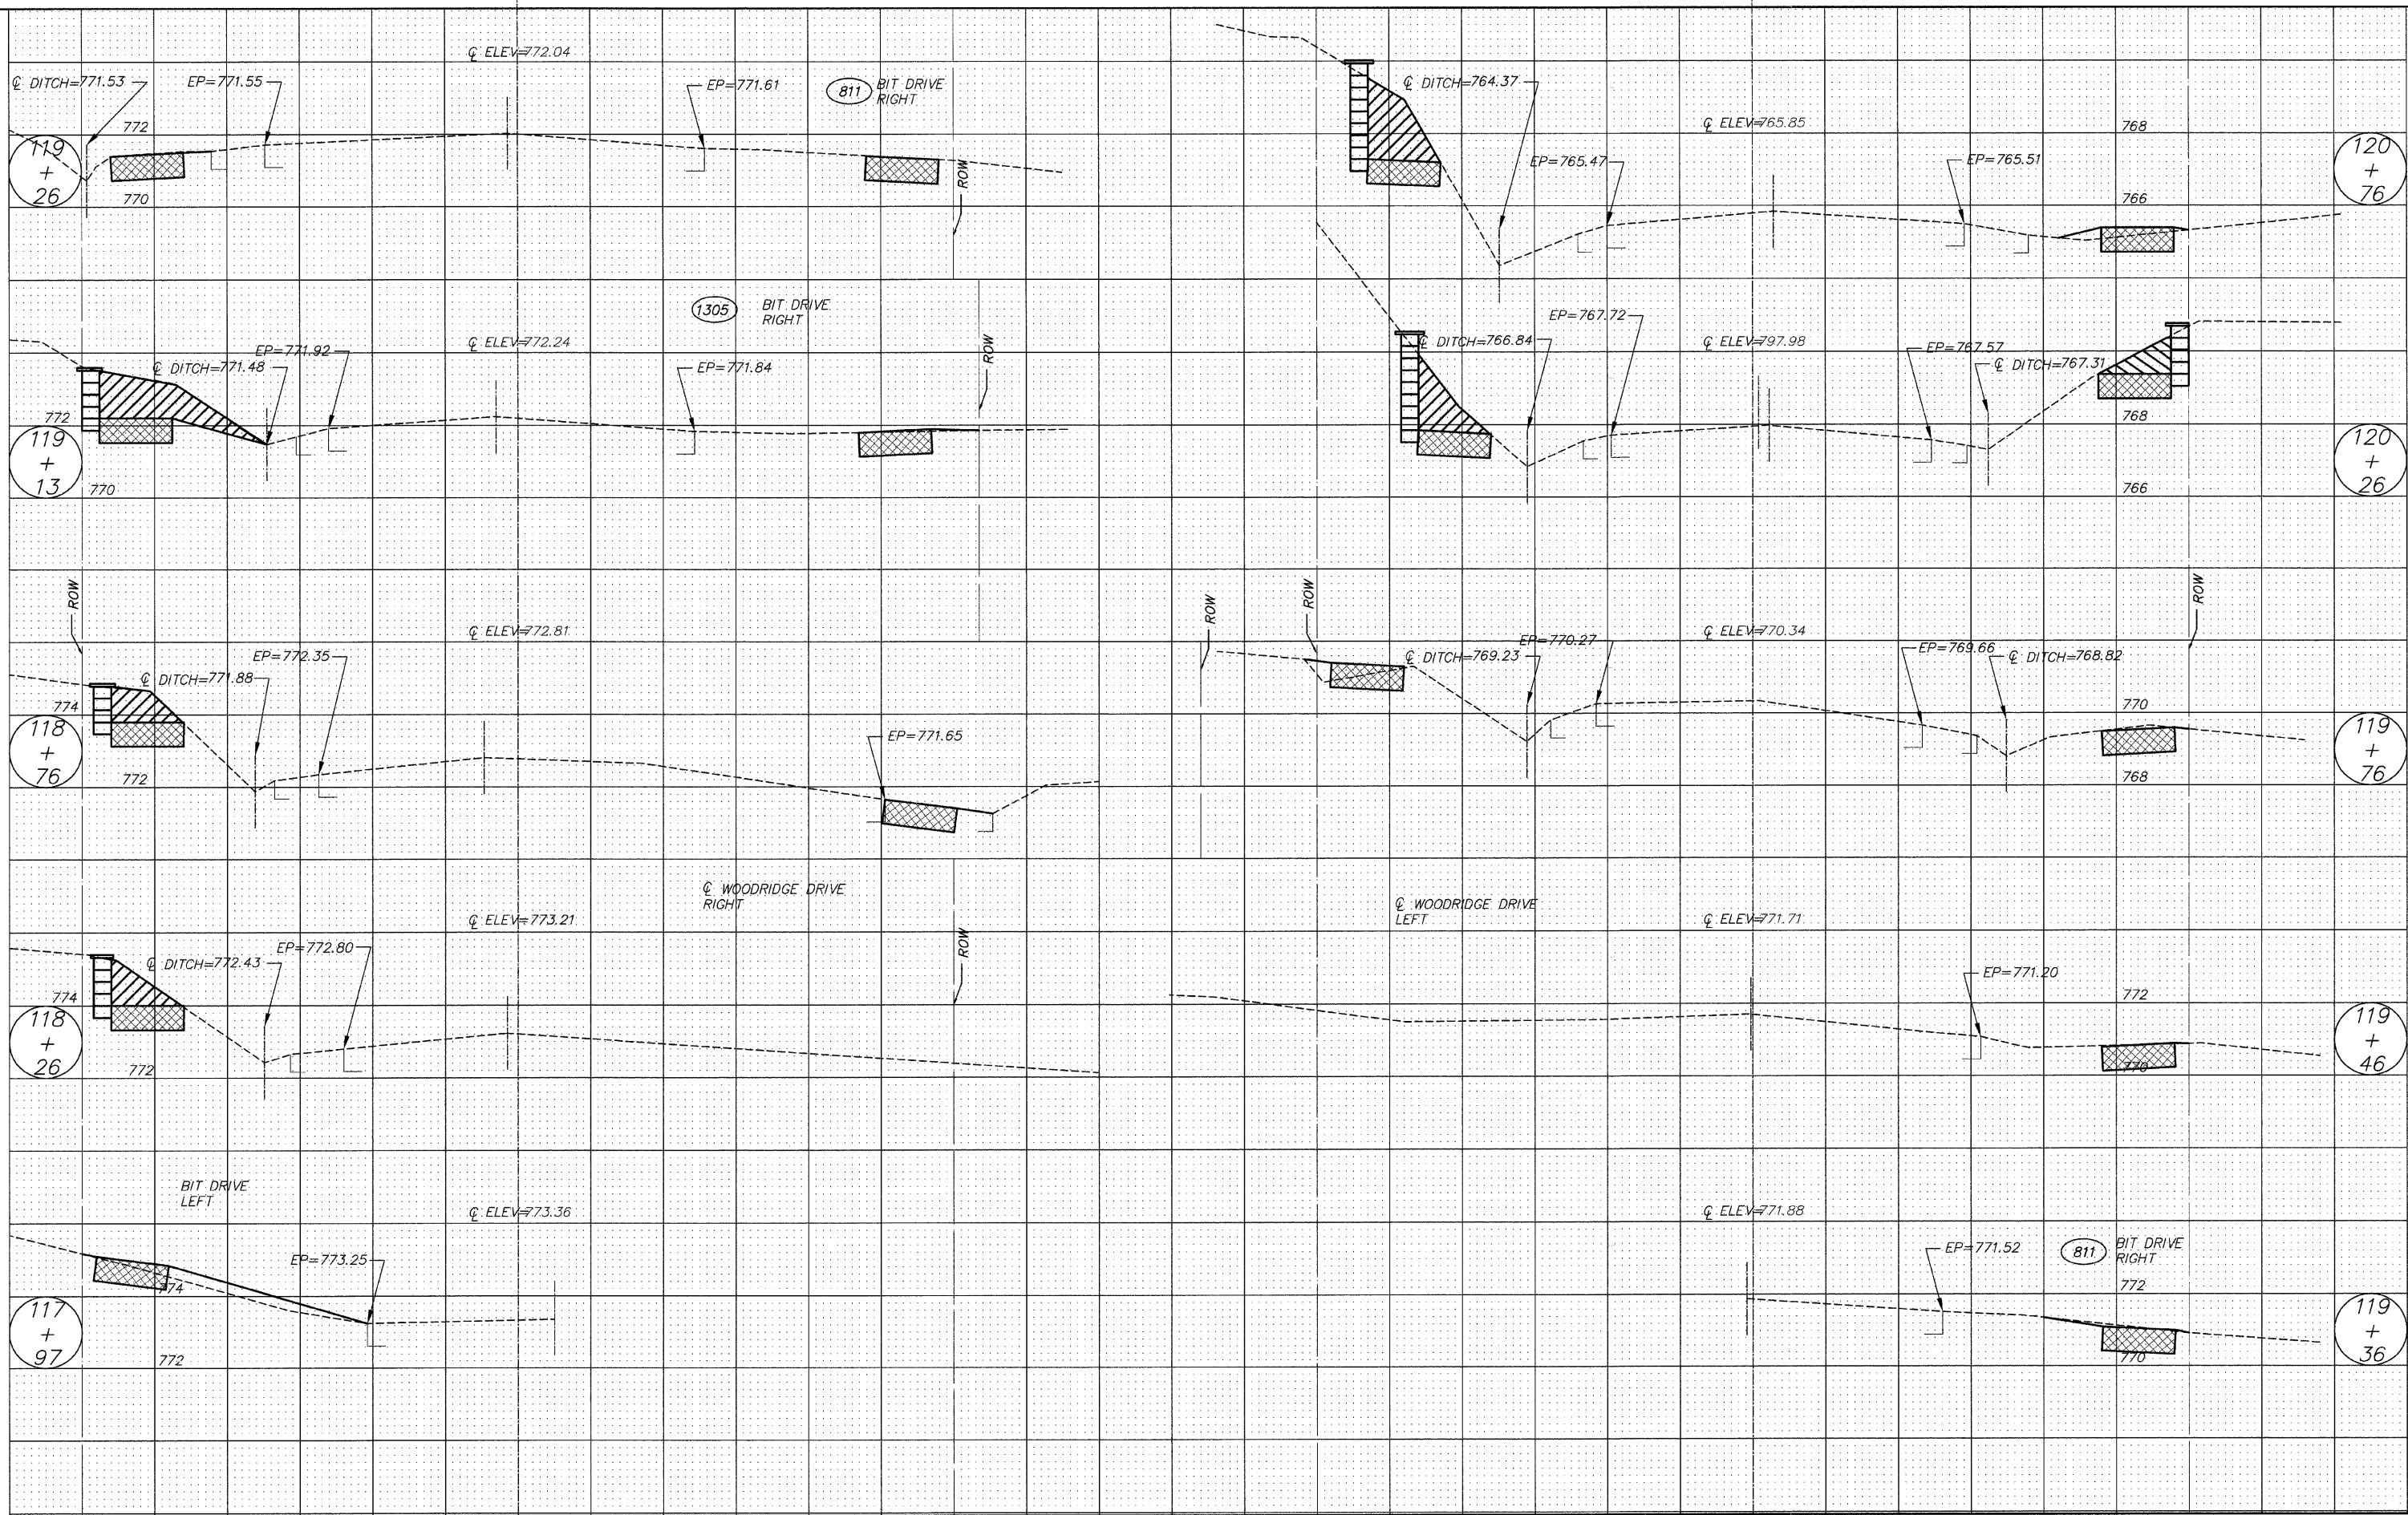 ℄ ELEV=772.04
℄ DITCH=771.53
EP=771.55
EP=771.61
811
BIT DRIVE
RIGHT
772
119
+
26
770
ROW
1305
BIT DRIVE
RIGHT
℄ ELEV=772.24
EP=771.92
℄ DITCH=771.48
EP=771.84
ROW
772
119
+
13
770
ROW
℄ ELEV=772.81
EP=772.35
℄ DITCH=771.88
774
118
+
76
772
EP=771.65
℄ WOODRIDGE DRIVE
RIGHT
℄ ELEV=773.21
EP=772.80
℄ DITCH=772.43
ROW
774
118
+
26
772
BIT DRIVE
LEFT
℄ ELEV=773.36
EP=773.25
774
117
+
97
772
℄ DITCH=764.37
℄ ELEV=765.85
768
EP=765.47
EP=765.51
120
+
76
766
EP=767.72
℄ DITCH=766.84
℄ ELEV=797.98
EP=767.57
℄ DITCH=767.31
768
120
+
26
766
ROW
ROW
ROW
℄ ELEV=770.34
EP=770.27
℄ DITCH=769.23
EP=769.66
℄ DITCH=768.82
770
119
+
76
768
℄ WOODRIDGE DRIVE
LEFT
℄ ELEV=771.71
EP=771.20
772
119
+
46
770
℄ ELEV=771.88
EP=771.52
811
BIT DRIVE
RIGHT
772
119
+
36
770